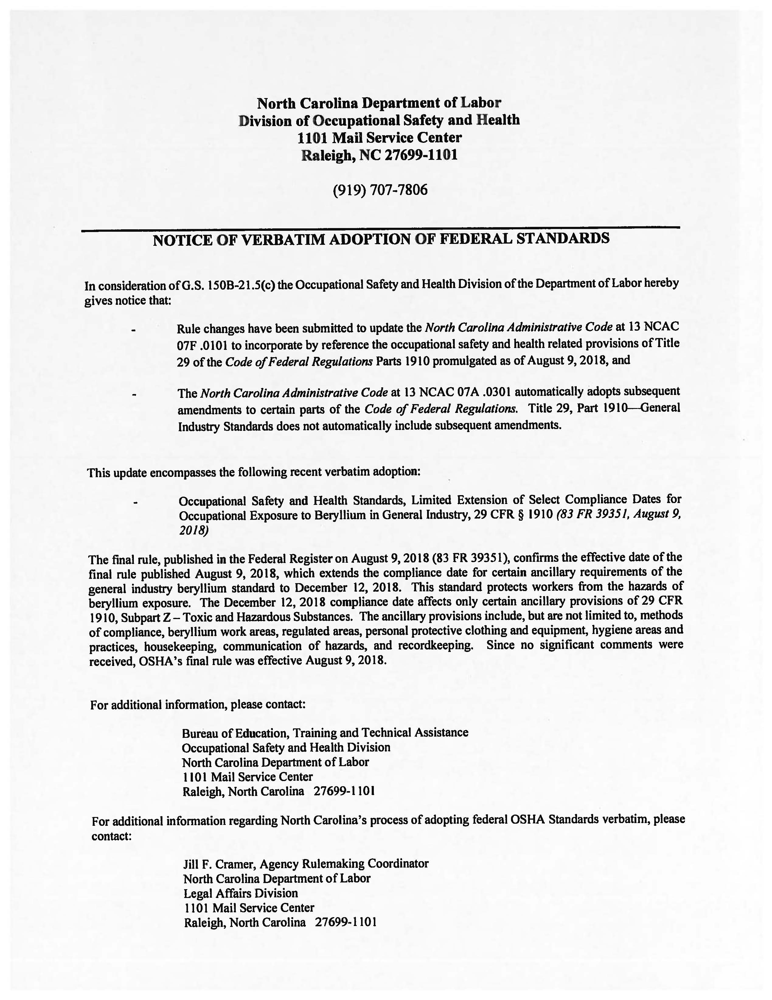 North Carolina Department of Labor
Division of Occupational Safety and Health
1101 Mail Service Center
Raleigh, NC 27699-1101
(919) 707-7806
NOTICE OF VERBATIM ADOPTION OF FEDERAL STANDARDS
In consideration of G.S. 150B-21.5(c) the Occupational Safety and Health Division of the Department of Labor hereby
gives notice that:
- Rule changes have been submitted to update the North Carolina Administrative Code at 13 NCAC
07F .0101 to incorporate by reference the occupational safety and health related provisions of Title
29 of the Code of Federal Regulations Parts 1910 promulgated as of August 9, 2018, and
- The North Carolina Administrative Code at 13 NCAC 07A .0301 automatically adopts subsequent
amendments to certain parts of the Code of Federal Regulations. Title 29, Part 1910—General
Industry Standards does not automatically include subsequent amendments.
This update encompasses the following recent verbatim adoption:
- Occupational Safety and Health Standards, Limited Extension of Select Compliance Dates for
Occupational Exposure to Beryllium in General Industry, 29 CFR § 1910 (83 FR 39351, August 9,
2018)
The final rule, published in the Federal Register on August 9, 2018 (83 FR 39351), confirms the effective date of the
final rule published August 9, 2018, which extends the compliance date for certain ancillary requirements of the
general industry beryllium standard to December 12, 2018. This standard protects workers from the hazards of
beryllium exposure. The December 12, 2018 compliance date affects only certain ancillary provisions of 29 CFR
1910, Subpart Z – Toxic and Hazardous Substances. The ancillary provisions include, but are not limited to, methods
of compliance, beryllium work areas, regulated areas, personal protective clothing and equipment, hygiene areas and
practices, housekeeping, communication of hazards, and recordkeeping. Since no significant comments were
received, OSHA's final rule was effective August 9, 2018.
For additional information, please contact:
Bureau of Education, Training and Technical Assistance
Occupational Safety and Health Division
North Carolina Department of Labor
1101 Mail Service Center
Raleigh, North Carolina 27699-1101
For additional information regarding North Carolina's process of adopting federal OSHA Standards verbatim, please
contact:
Jill F. Cramer, Agency Rulemaking Coordinator
North Carolina Department of Labor
Legal Affairs Division
1101 Mail Service Center
Raleigh, North Carolina 27699-1101